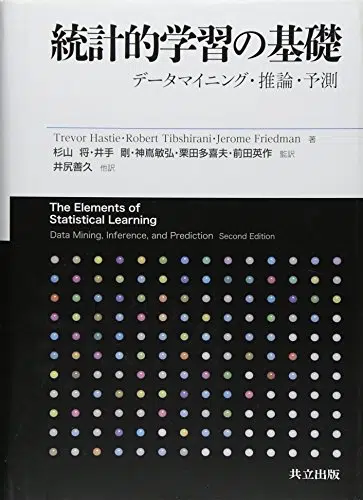 統計的学習の基礎
データマイニング・推論・予測
Trevor Hastie・Robert Tibshirani・Jerome Friedman 著
杉山 将・井手 剛・神嶌敏弘・栗田多喜夫・前田英作 監訳
井尻善久 他訳
The Elements of
Statistical Learning
Data Mining, Inference, and Prediction Second Edition
共立出版